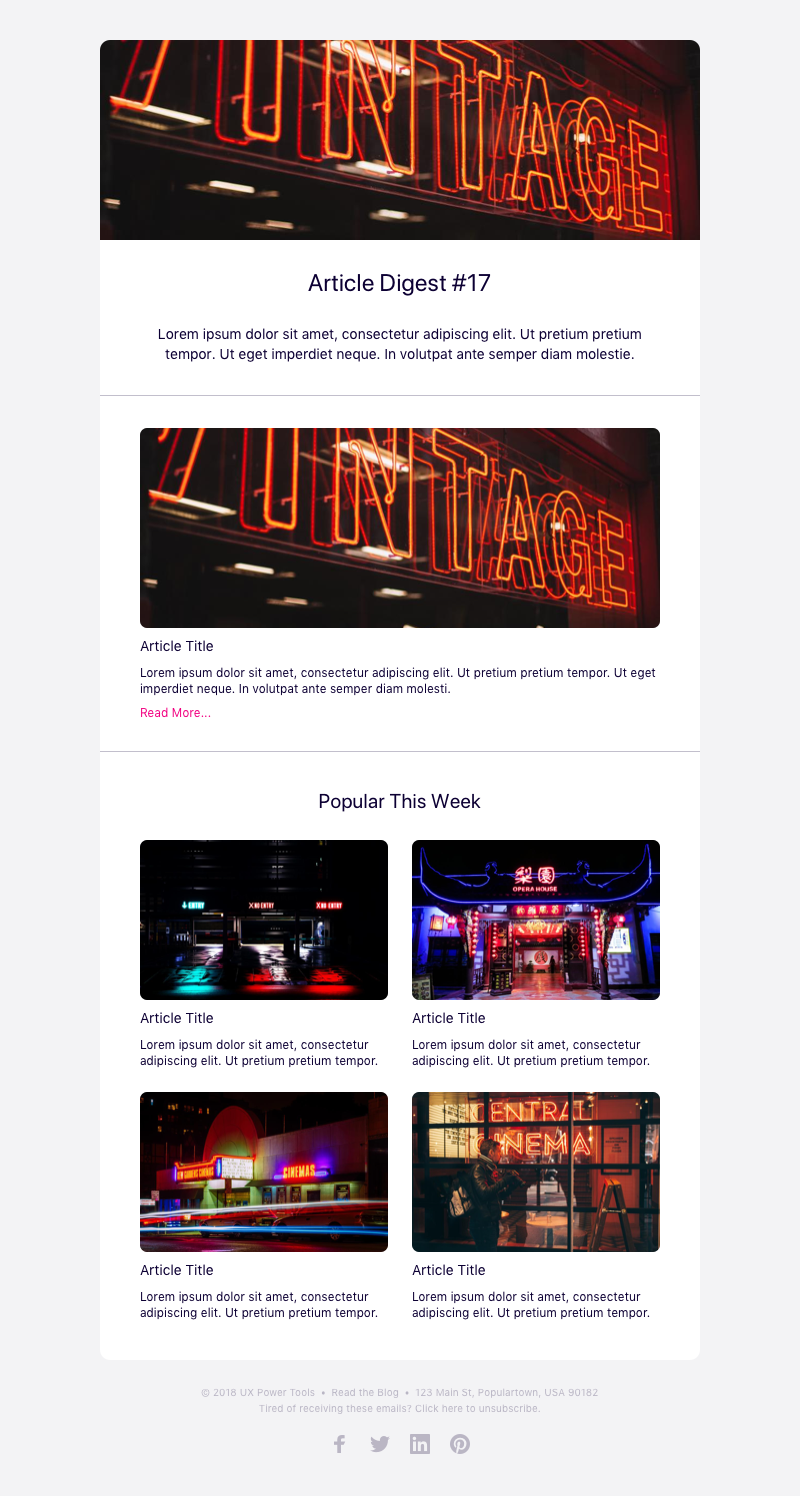 INTAGE
Article Digest #17
Lorem ipsum dolor sit amet, consectetur adipiscing elit. Ut pretium pretium
tempor. Ut eget imperdiet neque. In volutpat ante semper diam molestie.
INTAGE
Article Title
Lorem ipsum dolor sit amet, consectetur adipiscing elit. Ut pretium pretium tempor. Ut eget
imperdiet neque. In volutpat ante semper diam molesti.
Read More...
Popular This Week
ENTRY
NO ENTRY
NO ENTRY
梨園
OPERA HOUSE
Article Title
Article Title
Lorem ipsum dolor sit amet, consectetur
adipiscing elit. Ut pretium pretium tempor.
Lorem ipsum dolor sit amet, consectetur
adipiscing elit. Ut pretium pretium tempor.
CINEMAS
CENTRAL
CINEMA
Article Title
Article Title
Lorem ipsum dolor sit amet, consectetur
adipiscing elit. Ut pretium pretium tempor.
Lorem ipsum dolor sit amet, consectetur
adipiscing elit. Ut pretium pretium tempor.
© 2018 UX Power Tools • Read the Blog • 123 Main St, Populartown, USA 90182
Tired of receiving these emails? Click here to unsubscribe.